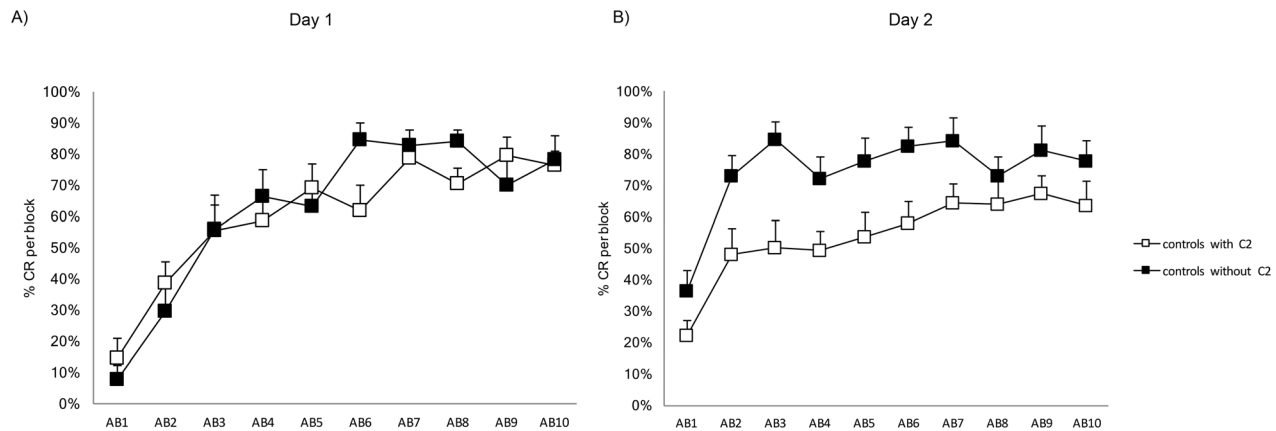 A)
Day 1
100%
90%
80%
70%
60%
50%
40%
30%
20%
10%
0%
% CR per block
AB1 AB2 AB3 AB4 AB5 AB6 AB7 AB8 AB9 AB10
B)
Day 2
100%
90%
80%
70%
60%
50%
40%
30%
20%
10%
0%
% CR per block
AB1 AB2 AB3 AB4 AB5 AB6 AB7 AB8 AB9 AB10
controls with C2
controls without C2